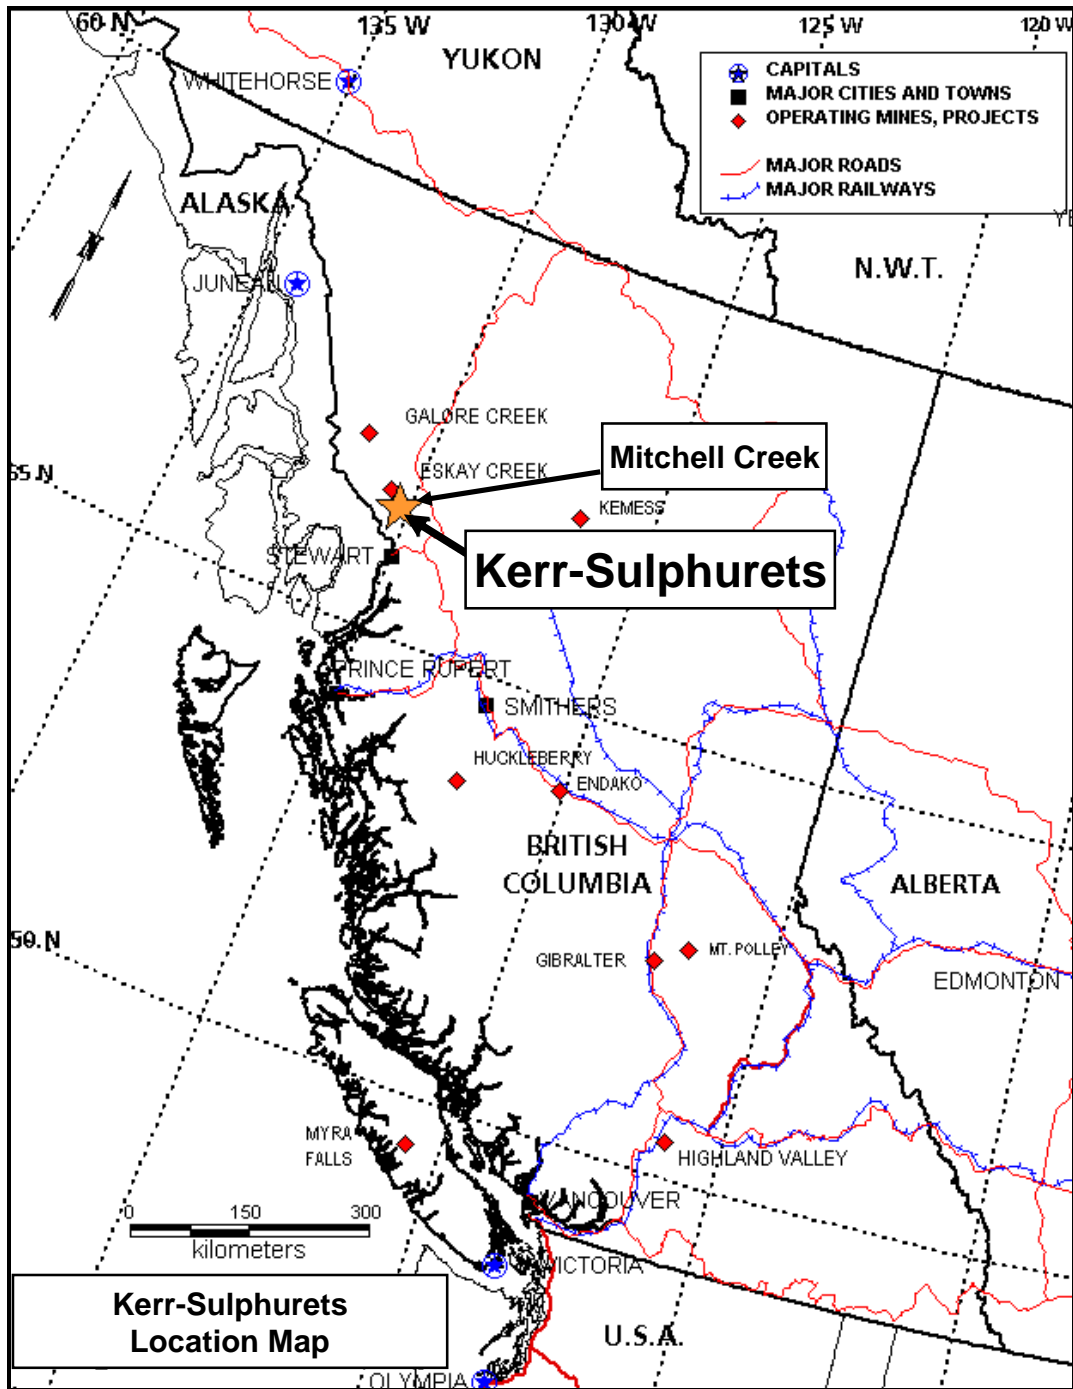 60 N
135 W
130 W
125 W
120 W
YUKON
WHITEHORSE
CAPITALS
MAJOR CITIES AND TOWNS
OPERATING MINES, PROJECTS
MAJOR ROADS
MAJOR RAILWAYS
ALASKA
N
YE
N.W.T.
JUNEAU
GALORE CREEK
Mitchell Creek
55 N
ESKAY CREEK
KEMESS
STEWART
Kerr-Sulphurets
PRINCE RUPERT
SMITHERS
HUCKLEBERRY
ENDAKO
BRITISH
COLUMBIA
ALBERTA
50 N
GIBRALTER
MT. POLLEY
EDMONTON
MYRA
FALLS
HIGHLAND VALLEY
VANCOUVER
0 150 300
kilometers
VICTORIA
Kerr-Sulphurets
Location Map
U.S.A.
OLYMPIA